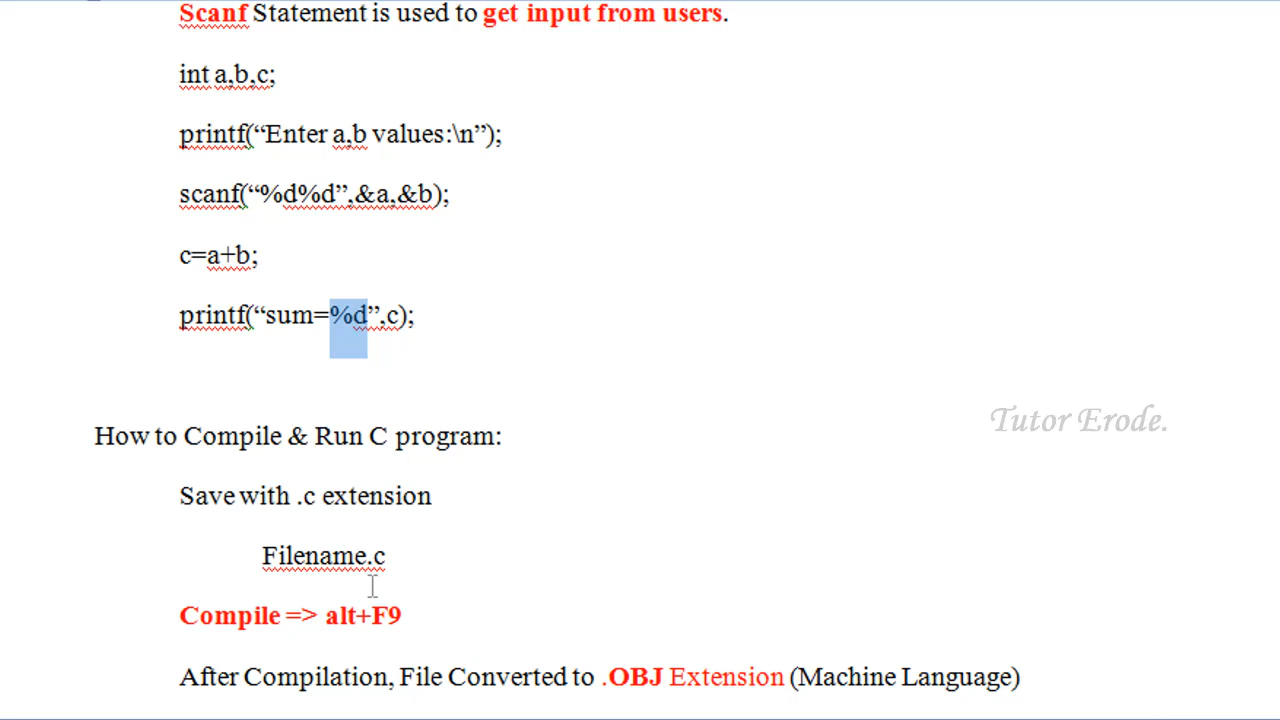 Scanf Statement is used to get input from users.
int a,b,c;
printf(“Enter a,b values:\n”);
scanf(“%d%d”,&a,&b);
c=a+b;
printf(“sum=%d”,c);
Tutor Erode.
How to Compile & Run C program:
Save with .c extension
Filename.c
Compile => alt+F9
After Compilation, File Converted to .OBJ Extension (Machine Language)